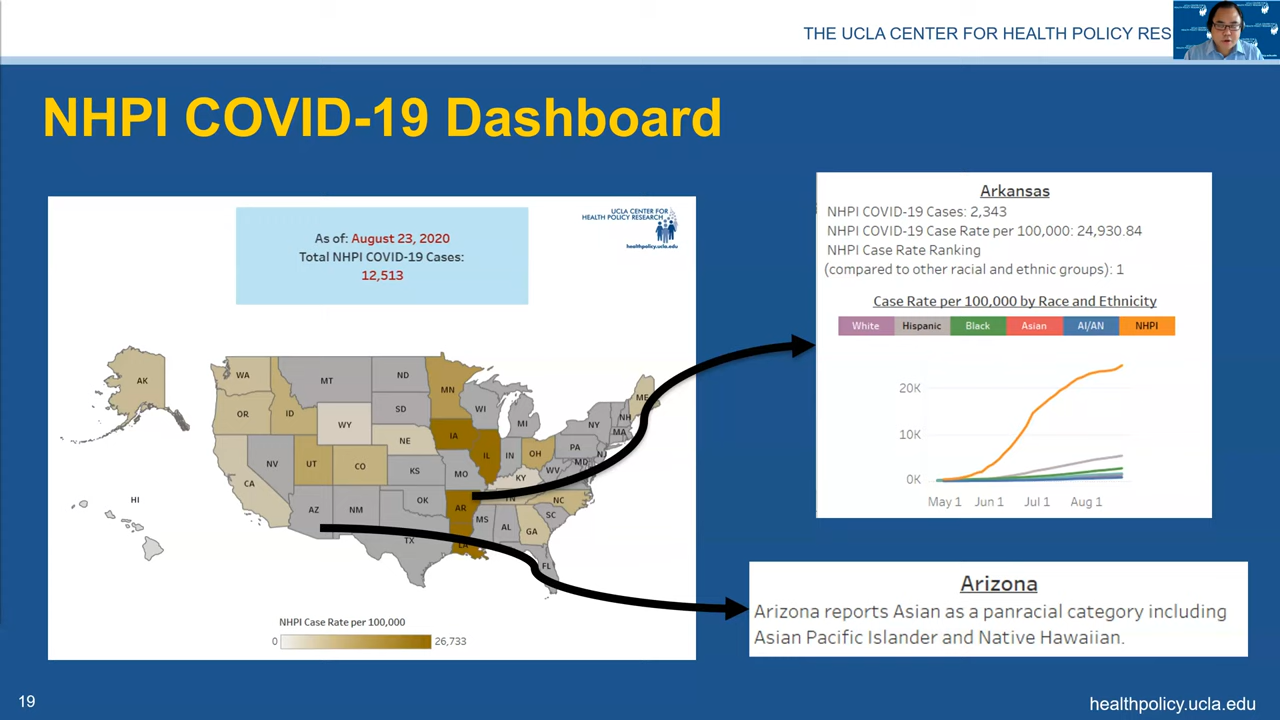 THE UCLA CENTER FOR HEALTH POLICY RES
NHPI COVID-19 Dashboard
As of: August 23, 2020
Total NHPI COVID-19 Cases:
12,513
UCLA CENTER FOR
HEALTH POLICY RESEARCH
healthpolicy.ucla.edu
AK
HI
WA
OR
CA
ID
NV
MT
WY
UT
AZ
CO
NM
ND
SD
NE
KS
OK
TX
MN
IA
MO
AR
LA
WI
IL
MI
IN
OH
KY
TN
MS
AL
GA
FL
SC
NC
WV
PA
NY
NJ
MD
MA
NH
ME
NHPI Case Rate per 100,000
0
26,733
Arkansas
NHPI COVID-19 Cases: 2,343
NHPI COVID-19 Case Rate per 100,000: 24,930.84
NHPI Case Rate Ranking
(compared to other racial and ethnic groups): 1
Case Rate per 100,000 by Race and Ethnicity
White Hispanic Black Asian AI/AN NHPI
20K
10K
0K
May 1 Jun 1 Jul 1 Aug 1
Arizona
Arizona reports Asian as a panracial category including
Asian Pacific Islander and Native Hawaiian.
19
healthpolicy.ucla.edu